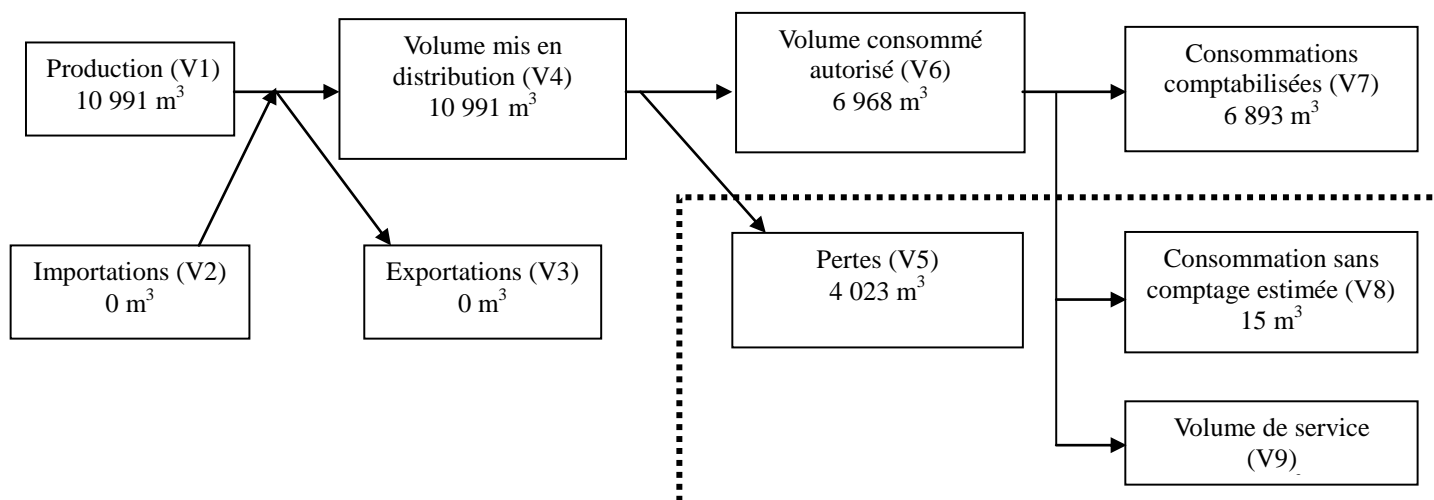 Production (V1)
10 991 m³
Volume mis en
distribution (V4)
10 991 m³
Volume consommé
autorisé (V6)
6 968 m³
Consommations
comptabilisées (V7)
6 893 m³
Importations (V2)
0 m³
Exportations (V3)
0 m³
Pertes (V5)
4 023 m³
Consommation sans
comptage estimée (V8)
15 m³
Volume de service
(V9)